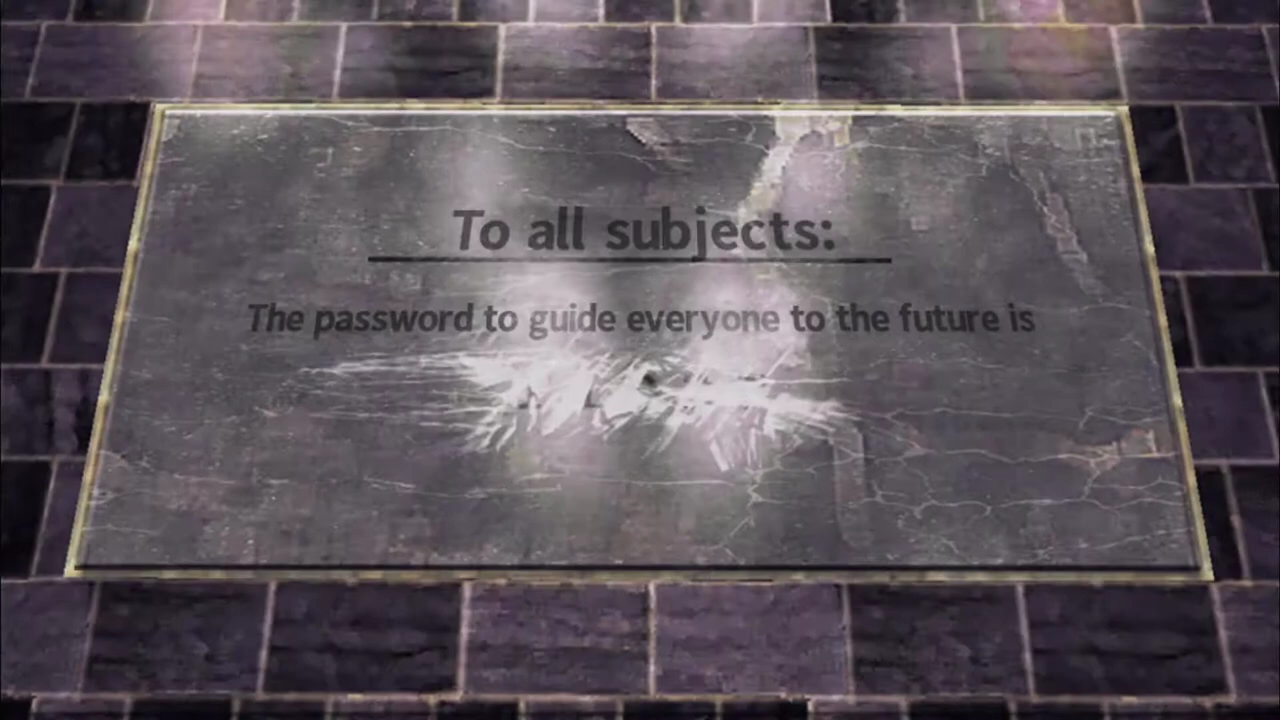 To all subjects:
The password to guide everyone to the future is